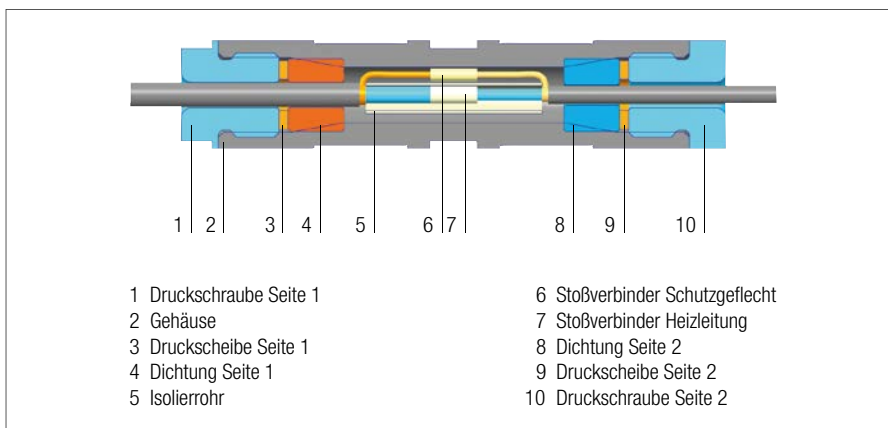 1 2 3 4 5 6 7 8 9 10
1 Druckschraube Seite 1
2 Gehäuse
3 Druckscheibe Seite 1
4 Dichtung Seite 1
5 Isolierrohr
6 Stoßverbinder Schutzgeflecht
7 Stoßverbinder Heizleitung
8 Dichtung Seite 2
9 Druckscheibe Seite 2
10 Druckschraube Seite 2